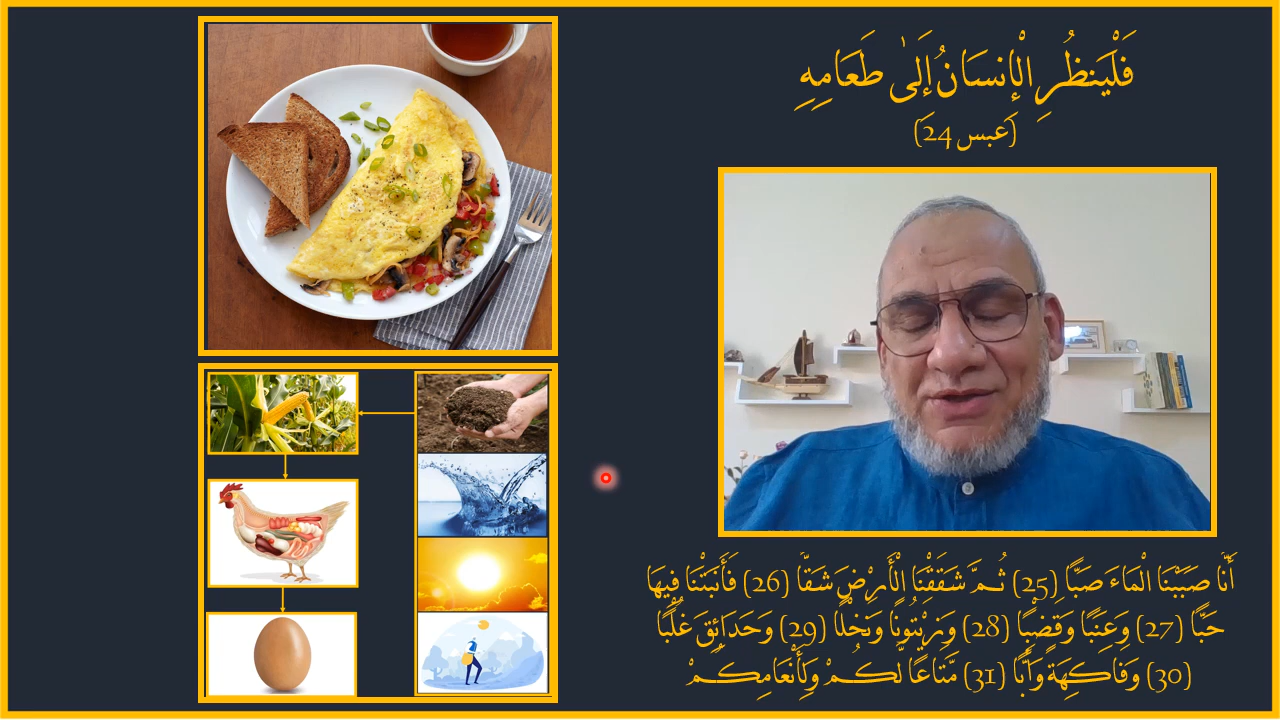 فَلْيَنظُرِ الْإِنسَانُ إِلَىٰ طَعَامِهِ
(عبس 24)
أَنَّا صَبَبْنَا الْمَاءَ صَبًّا (25) ثُمَّ شَقَقْنَا الْأَرْضَ شَقًّا (26) فَأَنبَتْنَا فِيهَا
حَبًّا (27) وَعِنَبًا وَقَضْبًا (28) وَزَيْتُونًا وَنَخْلًا (29) وَحَدَائِقَ غُلْبًا
(30) وَفَاكِهَةً وَأَبًّا (31) مَّتَاعًا لَّكُمْ وَلِأَنْعَامِكُمْ